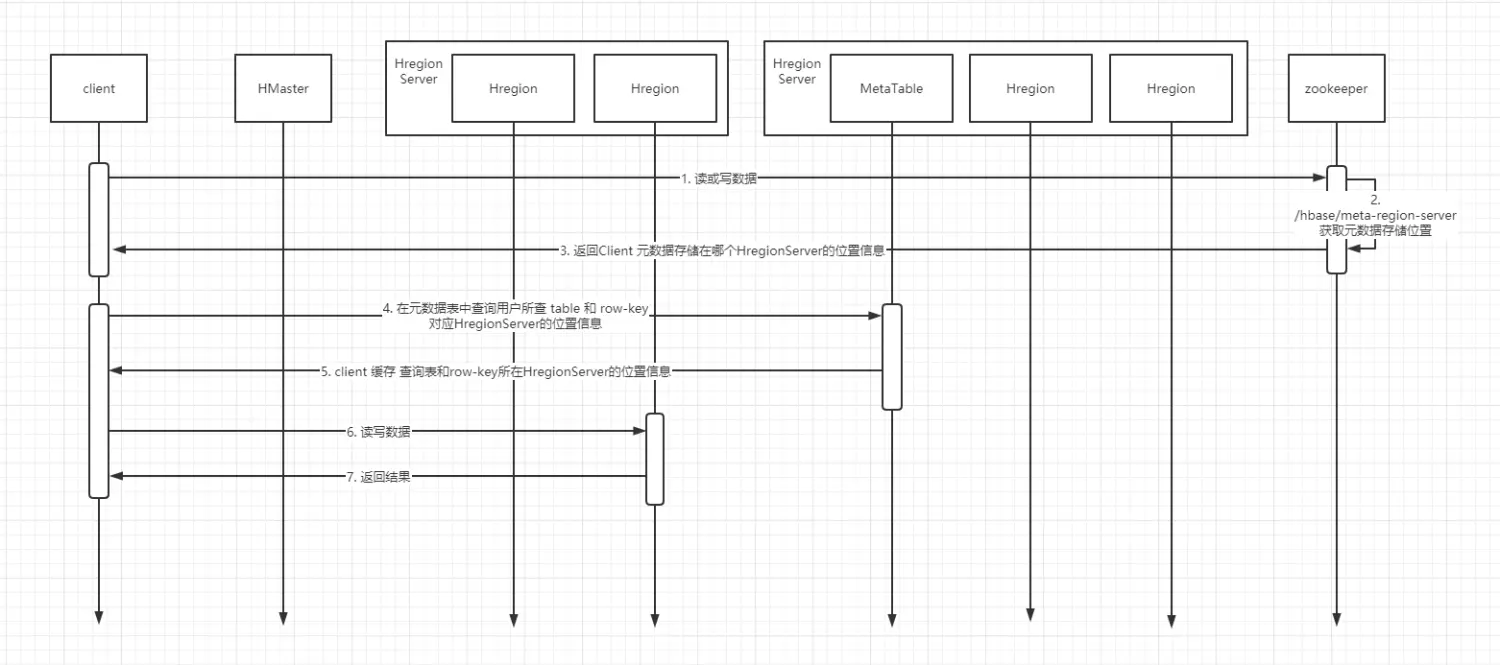 client
HMaster
Hregion
Server
Hregion
Hregion
Hregion
Server
MetaTable
Hregion
Hregion
zookeeper
1. 读或写数据
2.
/hbase/meta-region-server
获取元数据存储位置
3. 返回Client 元数据存储在哪个HregionServer的位置信息
4. 在元数据表中查询用户所查 table 和 row-key
对应HregionServer的位置信息
5. client 缓存 查询表和row-key所在HregionServer的位置信息
6. 读写数据
7. 返回结果